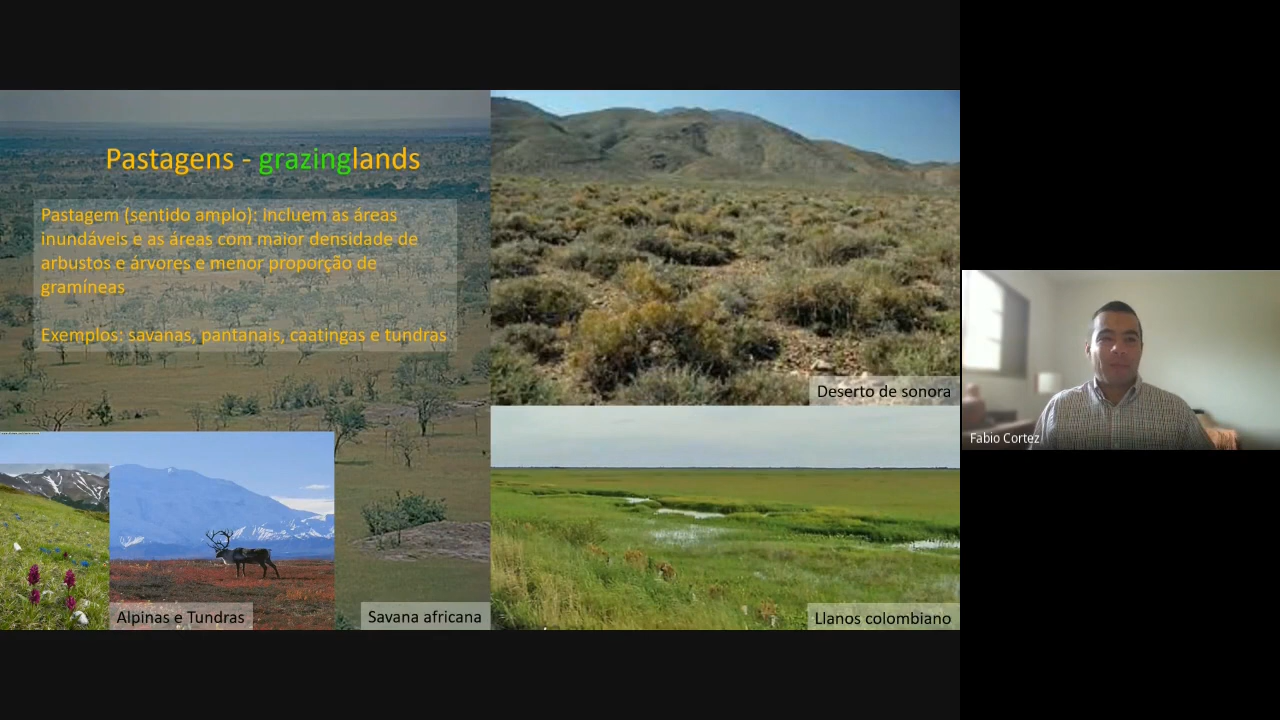 Pastagens - grazinglands
Pastagem (sentido amplo): incluem as áreas
inundáveis e as áreas com maior densidade de
arbustos e árvores e menor proporção de
gramíneas
Exemplos: savanas, pantanais, caatingas e tundras
Deserto de sonora
Alpinas e Tundras
Savana africana
Llanos colombiano
Fabio Cortez